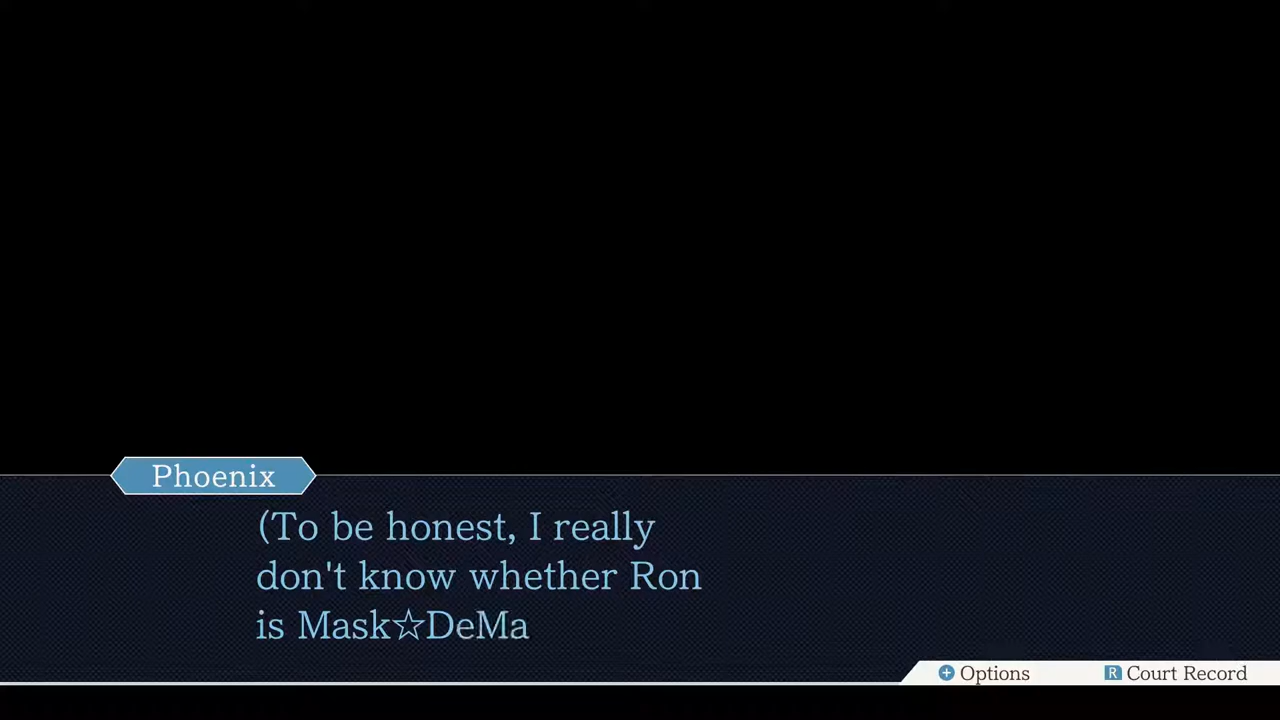 Phoenix
(To be honest, I really
don't know whether Ron
is Mask☆DeMa
Options
R Court Record